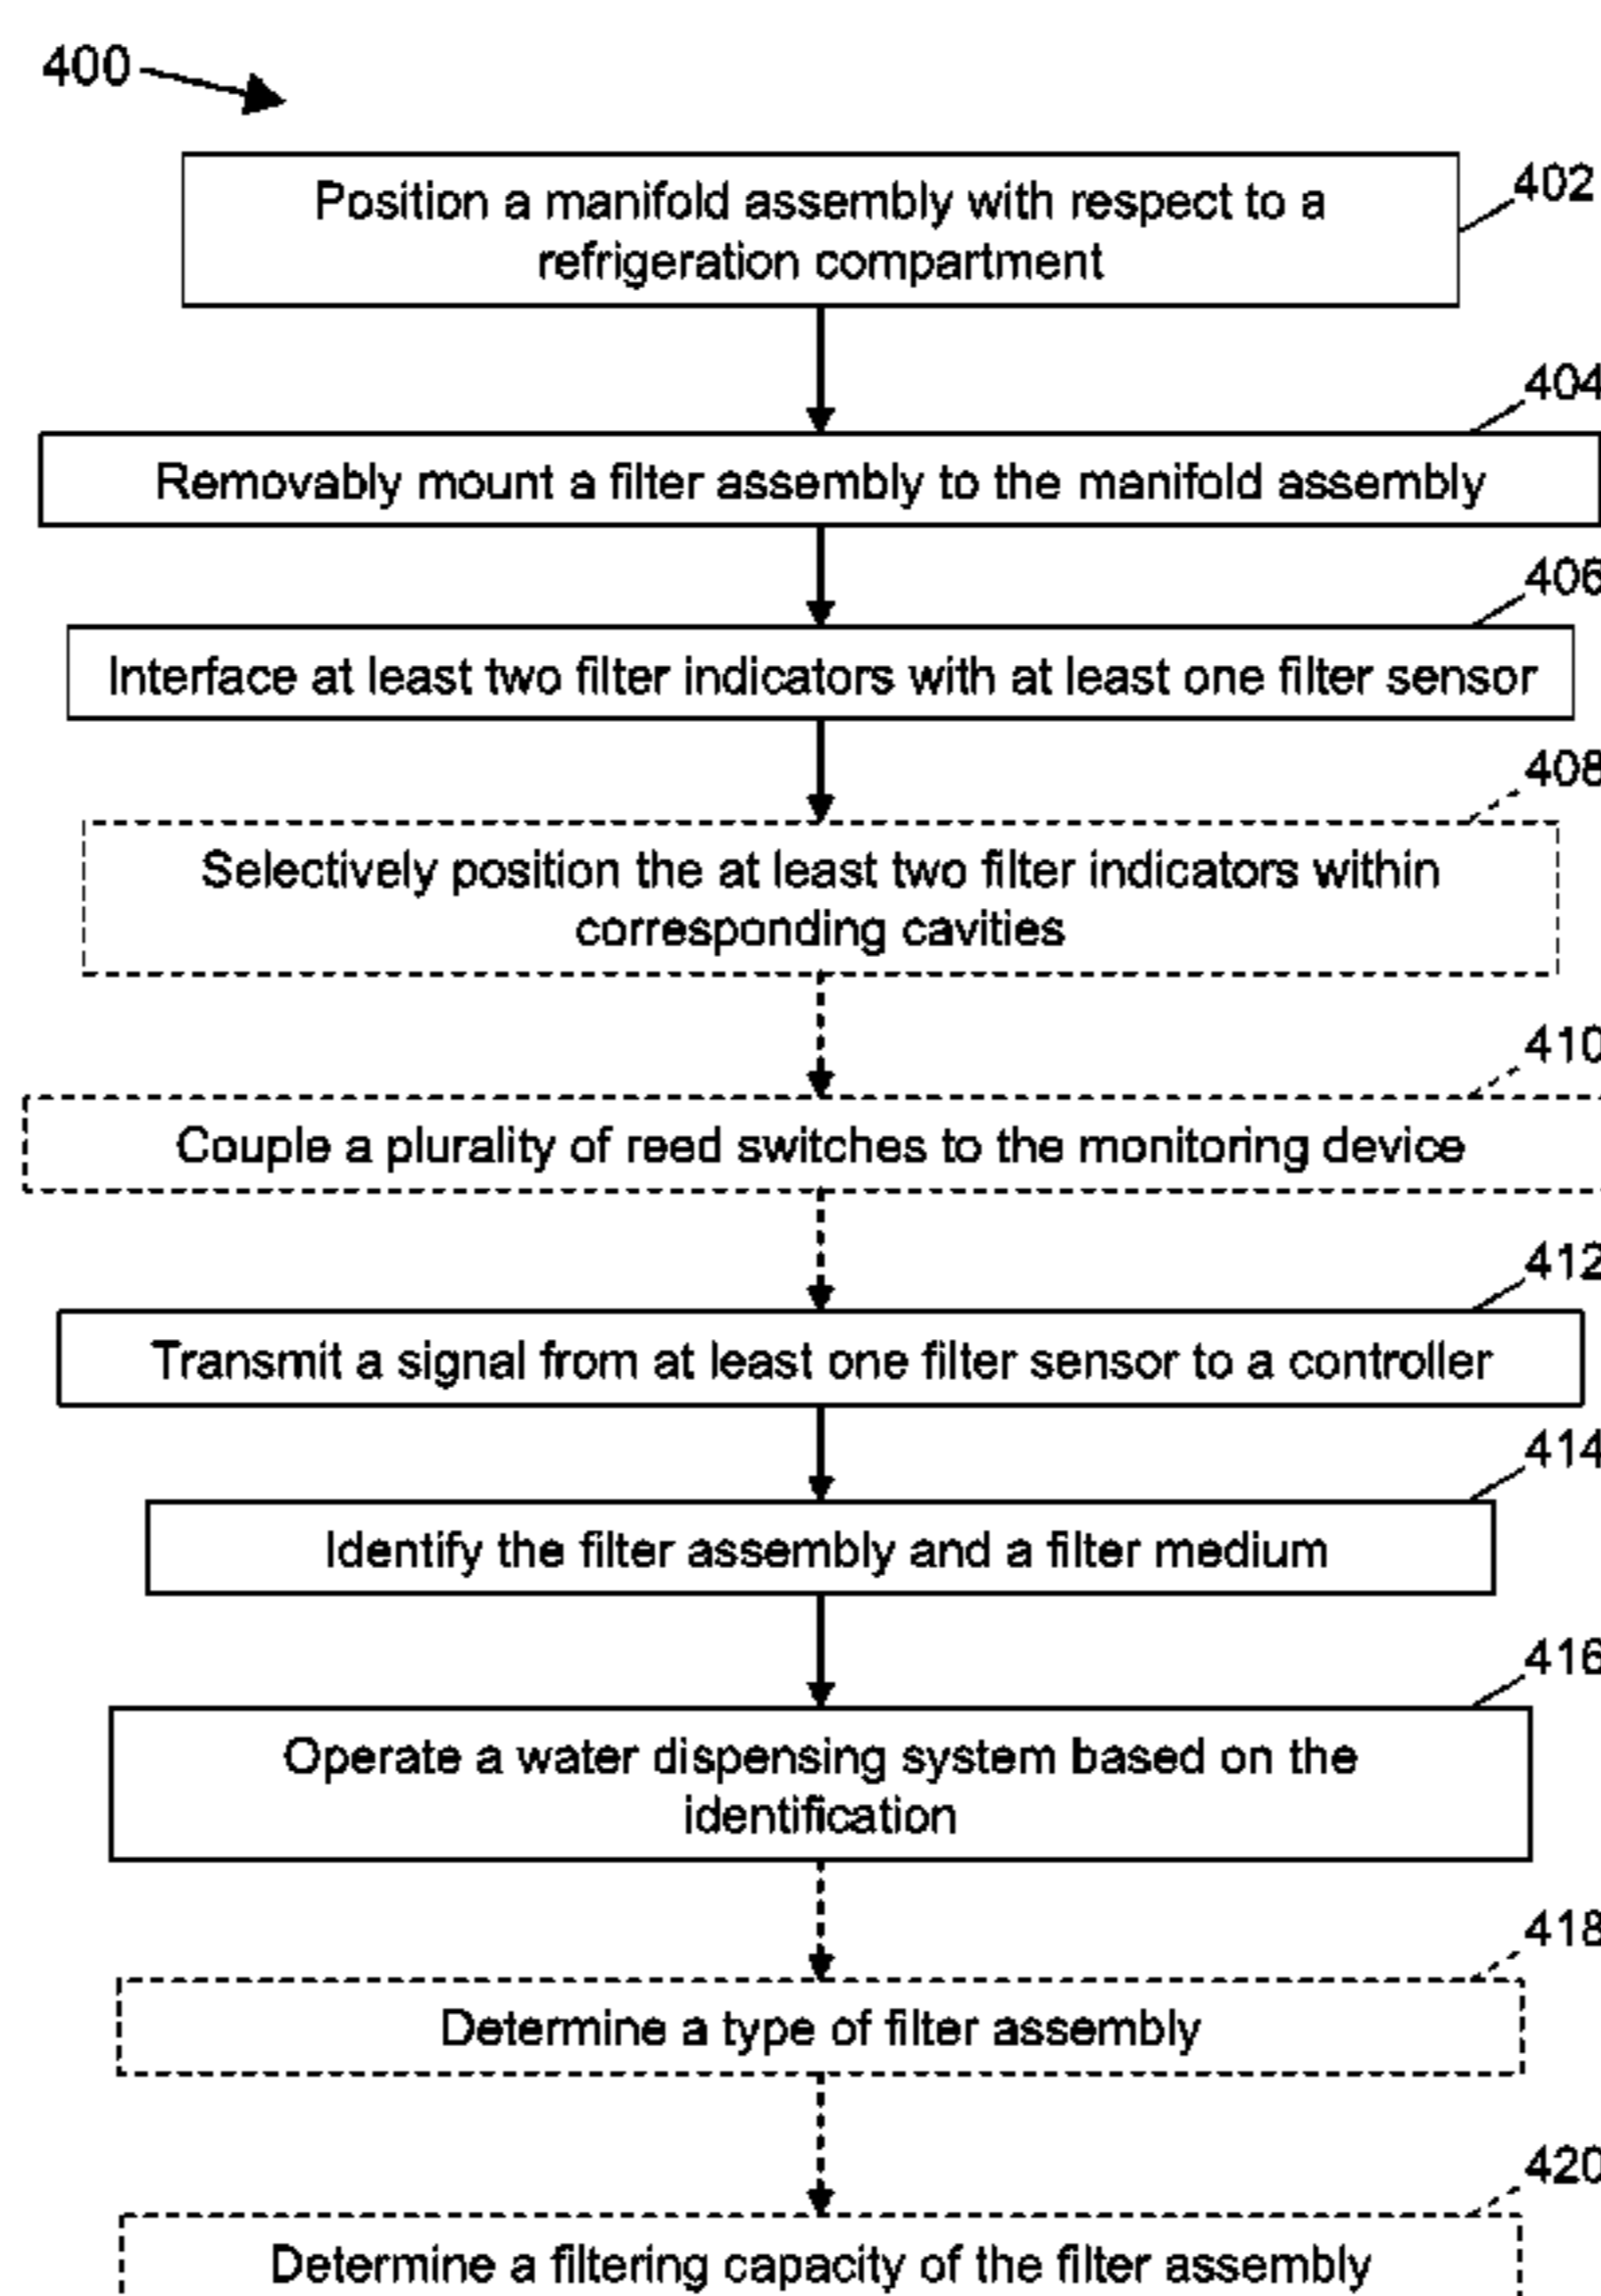 400
Position a manifold assembly with respect to a
refrigeration compartment
402
404
Removably mount a filter assembly to the manifold assembly
406
Interface at least two filter indicators with at least one filter sensor
408
Selectively position the at least two filter indicators within
corresponding cavities
410
Couple a plurality of reed switches to the monitoring device
412
Transmit a signal from at least one filter sensor to a controller
414
Identify the filter assembly and a filter medium
416
Operate a water dispensing system based on the
identification
418
Determine a type of filter assembly
420
Determine a filtering capacity of the filter assembly